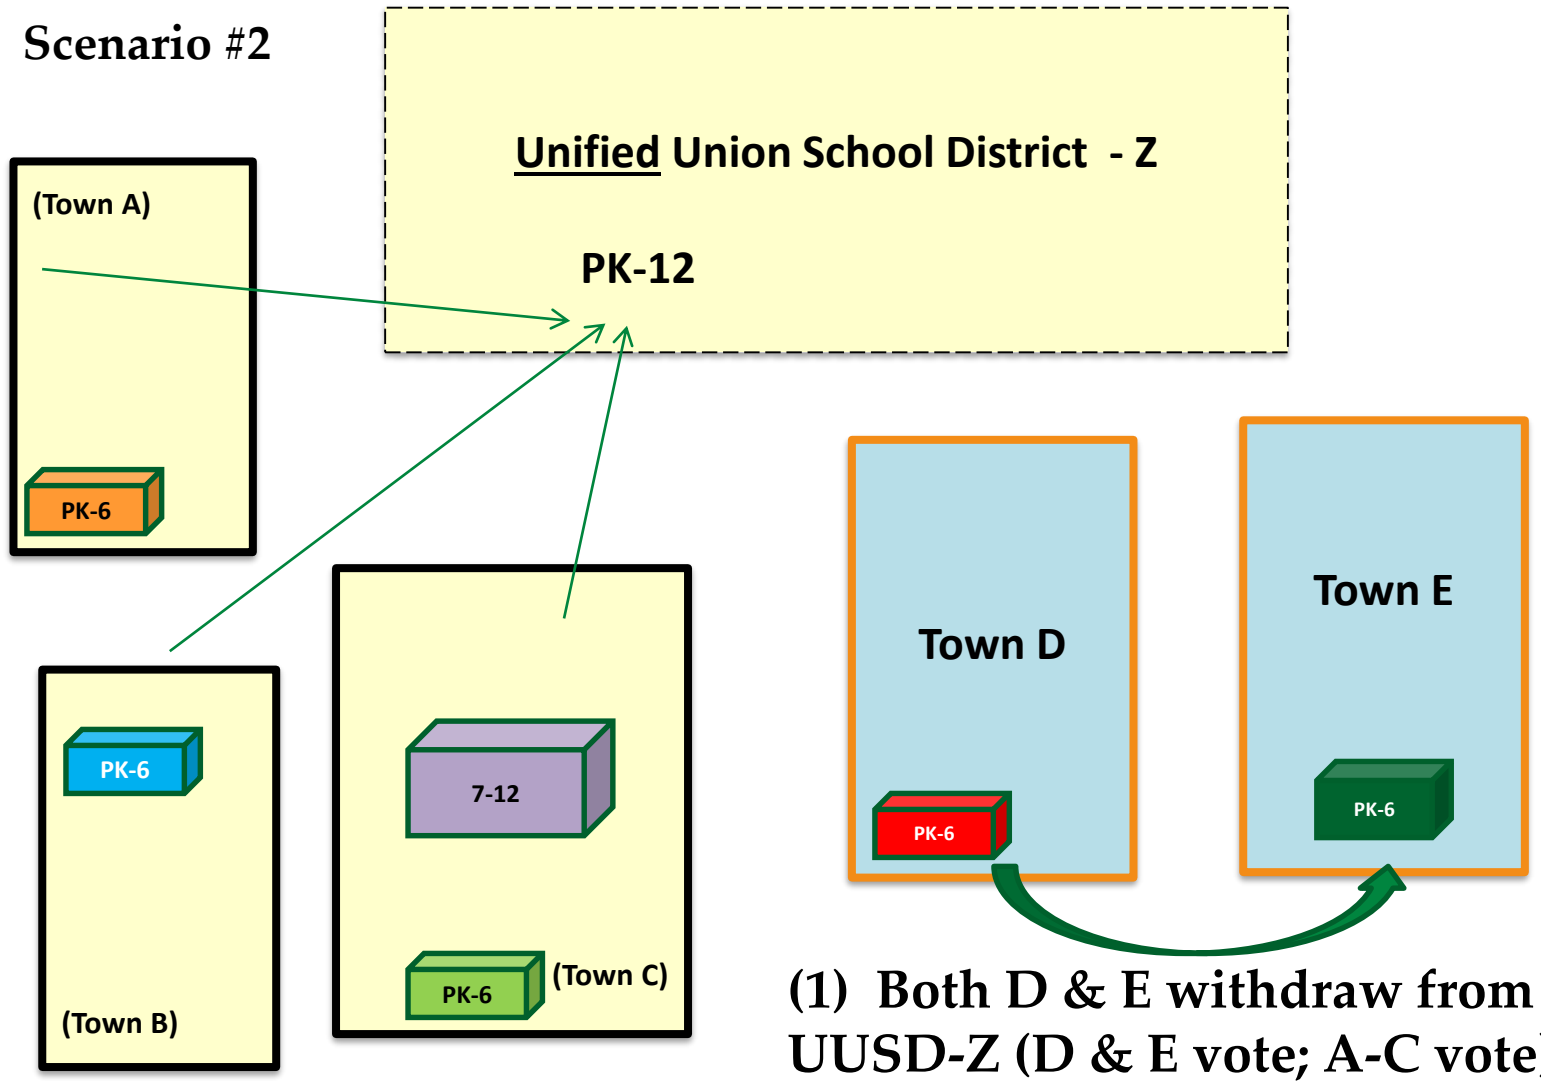 Scenario #2
Unified Union School District - Z
PK-12
(Town A)
PK-6
PK-6
(Town B)
7-12
PK-6
(Town C)
Town D
PK-6
Town E
PK-6
(1) Both D & E withdraw from
UUSD-Z (D & E vote; A-C vote)